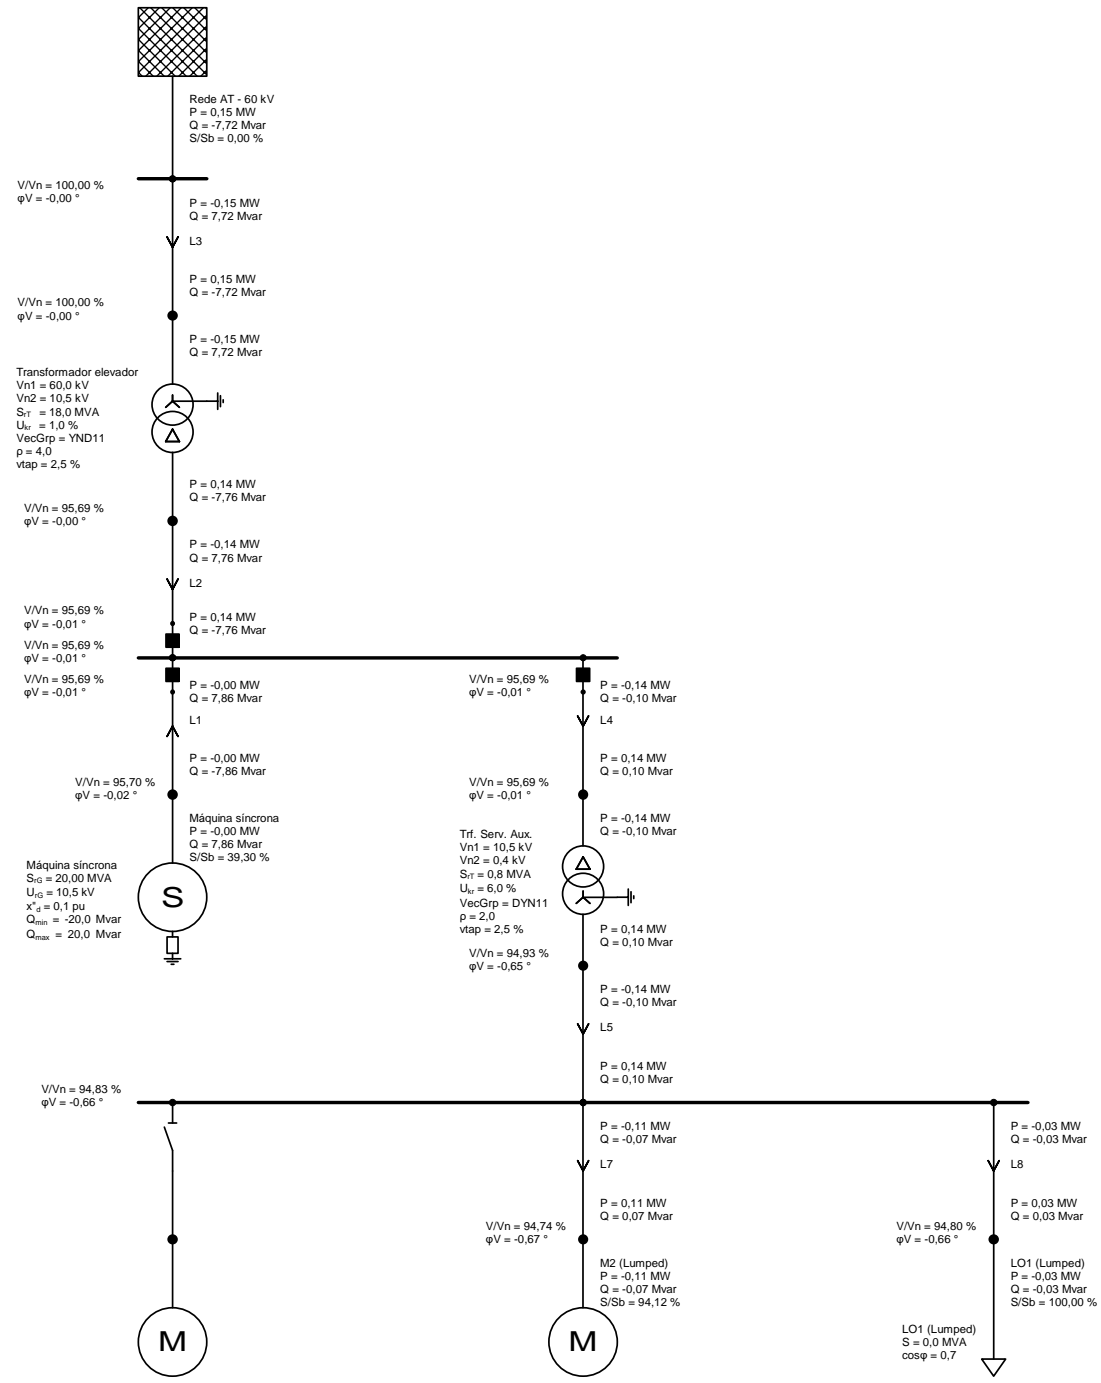 Rede AT - 60 kV
P = 0,15 MW
Q = -7,72 Mvar
S/Sb = 0,00 %
V/Vn = 100,00 %
φV = -0,00 °
P = -0,15 MW
Q = 7,72 Mvar
L3
P = 0,15 MW
Q = -7,72 Mvar
V/Vn = 100,00 %
φV = -0,00 °
P = -0,15 MW
Q = 7,72 Mvar
Transformador elevador
Vn1 = 60,0 kV
Vn2 = 10,5 kV
SrT = 18,0 MVA
Ukr = 1,0 %
VecGrp = YND11
ρ = 4,0
vtap = 2,5 %
P = 0,14 MW
Q = -7,76 Mvar
V/Vn = 95,69 %
φV = -0,00 °
P = -0,14 MW
Q = 7,76 Mvar
L2
V/Vn = 95,69 %
φV = -0,01 °
P = 0,14 MW
Q = -7,76 Mvar
V/Vn = 95,69 %
φV = -0,01 °
V/Vn = 95,69 %
φV = -0,01 °
P = -0,00 MW
Q = 7,86 Mvar
L1
P = -0,00 MW
Q = -7,86 Mvar
V/Vn = 95,70 %
φV = -0,02 °
Máquina síncrona
P = -0,00 MW
Q = 7,86 Mvar
S/Sb = 39,30 %
Máquina síncrona
SrG = 20,00 MVA
UrG = 10,5 kV
x"d = 0,1 pu
Qmin = -20,0 Mvar
Qmax = 20,0 Mvar
S
V/Vn = 95,69 %
φV = -0,01 °
P = -0,14 MW
Q = -0,10 Mvar
L4
P = 0,14 MW
Q = 0,10 Mvar
V/Vn = 95,69 %
φV = -0,01 °
P = -0,14 MW
Q = -0,10 Mvar
Trf. Serv. Aux.
Vn1 = 10,5 kV
Vn2 = 0,4 kV
SrT = 0,8 MVA
Ukr = 6,0 %
VecGrp = DYN11
ρ = 2,0
vtap = 2,5 %
P = 0,14 MW
Q = 0,10 Mvar
V/Vn = 94,93 %
φV = -0,65 °
P = -0,14 MW
Q = -0,10 Mvar
L5
P = 0,14 MW
Q = 0,10 Mvar
V/Vn = 94,83 %
φV = -0,66 °
M
P = -0,11 MW
Q = -0,07 Mvar
L7
P = 0,11 MW
Q = 0,07 Mvar
V/Vn = 94,74 %
φV = -0,67 °
M2 (Lumped)
P = -0,11 MW
Q = -0,07 Mvar
S/Sb = 94,12 %
M
P = -0,03 MW
Q = -0,03 Mvar
L8
P = 0,03 MW
Q = 0,03 Mvar
V/Vn = 94,80 %
φV = -0,66 °
LO1 (Lumped)
P = -0,03 MW
Q = -0,03 Mvar
S/Sb = 100,00 %
LO1 (Lumped)
S = 0,0 MVA
cosφ = 0,7